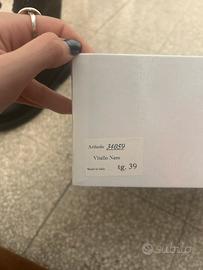 Articolo 34059
Vitello Nero
Made in Italy
tg. 39
subito